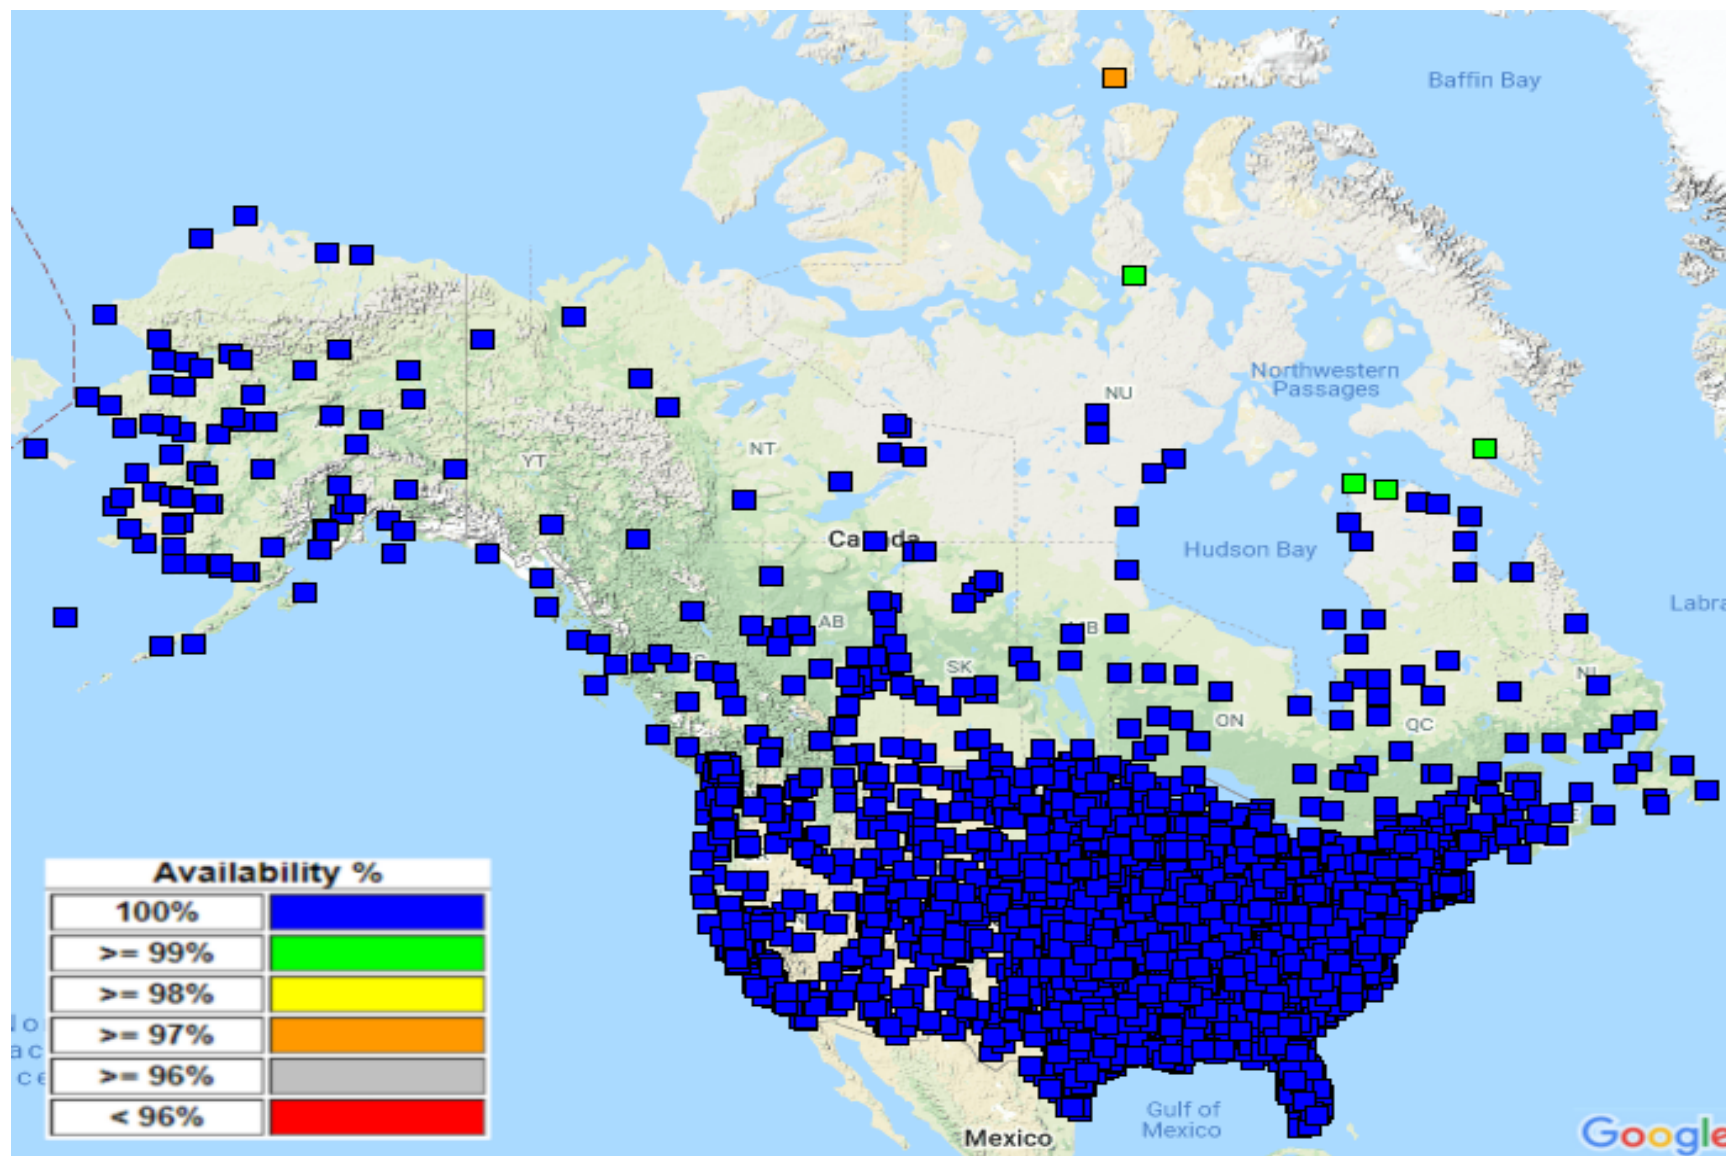 Baffin Bay
Northwestern
Passages
NU
NT
YT
Canada
Hudson Bay
Labra
AB
SK
NL
ON
QC
Availability %
100%
>= 99%
>= 98%
>= 97%
>= 96%
< 96%
Gulf of
Mexico
Mexico
Google